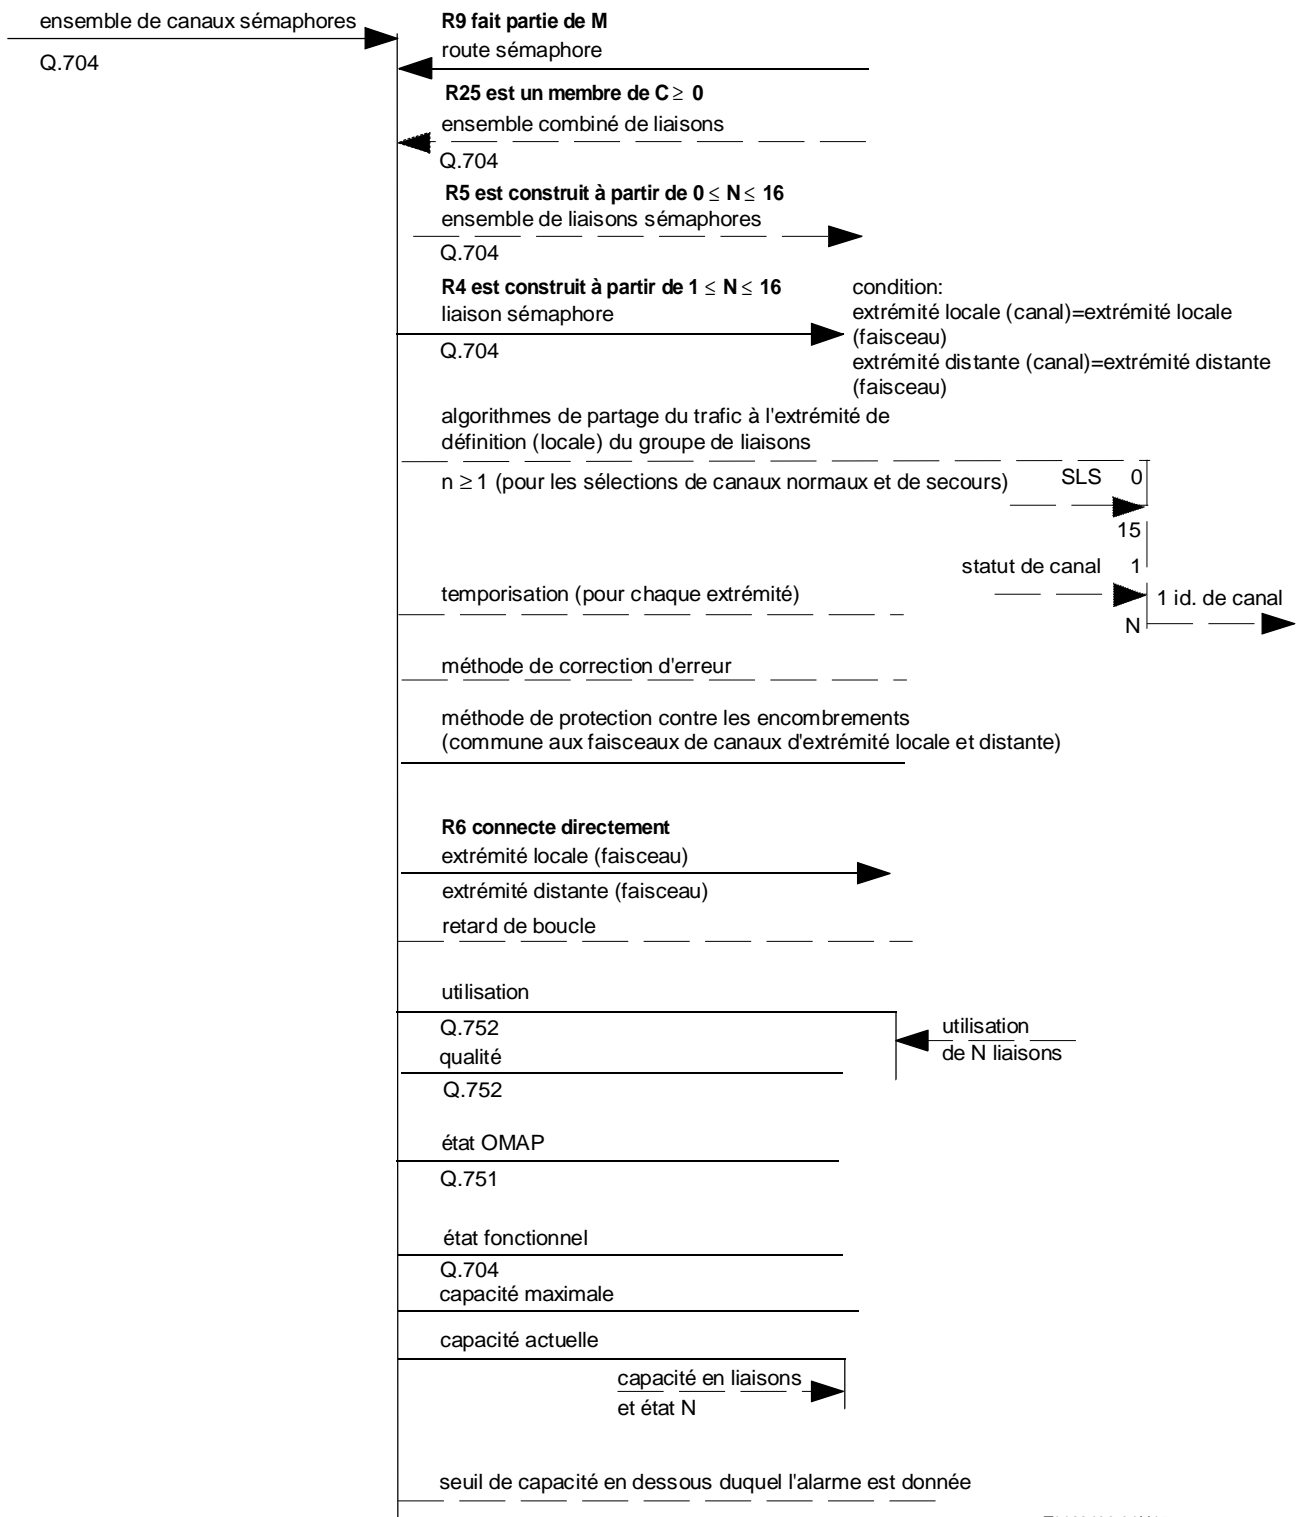 ensemble de canaux sémaphores
Q.704
R9 fait partie de M
route sémaphore
R25 est un membre de C ≥ 0
ensemble combiné de liaisons
Q.704
R5 est construit à partir de 0 ≤ N ≤ 16
ensemble de liaisons sémaphores
Q.704
R4 est construit à partir de 1 ≤ N ≤ 16
liaison sémaphore
Q.704
condition:
extrémité locale (canal)=extrémité locale
(faisceau)
extrémité distante (canal)=extrémité distante
(faisceau)
algorithmes de partage du trafic à l'extrémité de
définition (locale) du groupe de liaisons
n ≥ 1 (pour les sélections de canaux normaux et de secours)
SLS 0
15
statut de canal 1
1 id. de canal
N
temporisation (pour chaque extrémité)
méthode de correction d'erreur
méthode de protection contre les encombrements
(commune aux faisceaux de canaux d'extrémité locale et distante)
R6 connecte directement
extrémité locale (faisceau)
extrémité distante (faisceau)
retard de boucle
utilisation
Q.752
utilisation
de N liaisons
qualité
Q.752
état OMAP
Q.751
état fonctionnel
Q.704
capacité maximale
capacité actuelle
capacité en liaisons
et état N
seuil de capacité en dessous duquel l'alarme est donnée